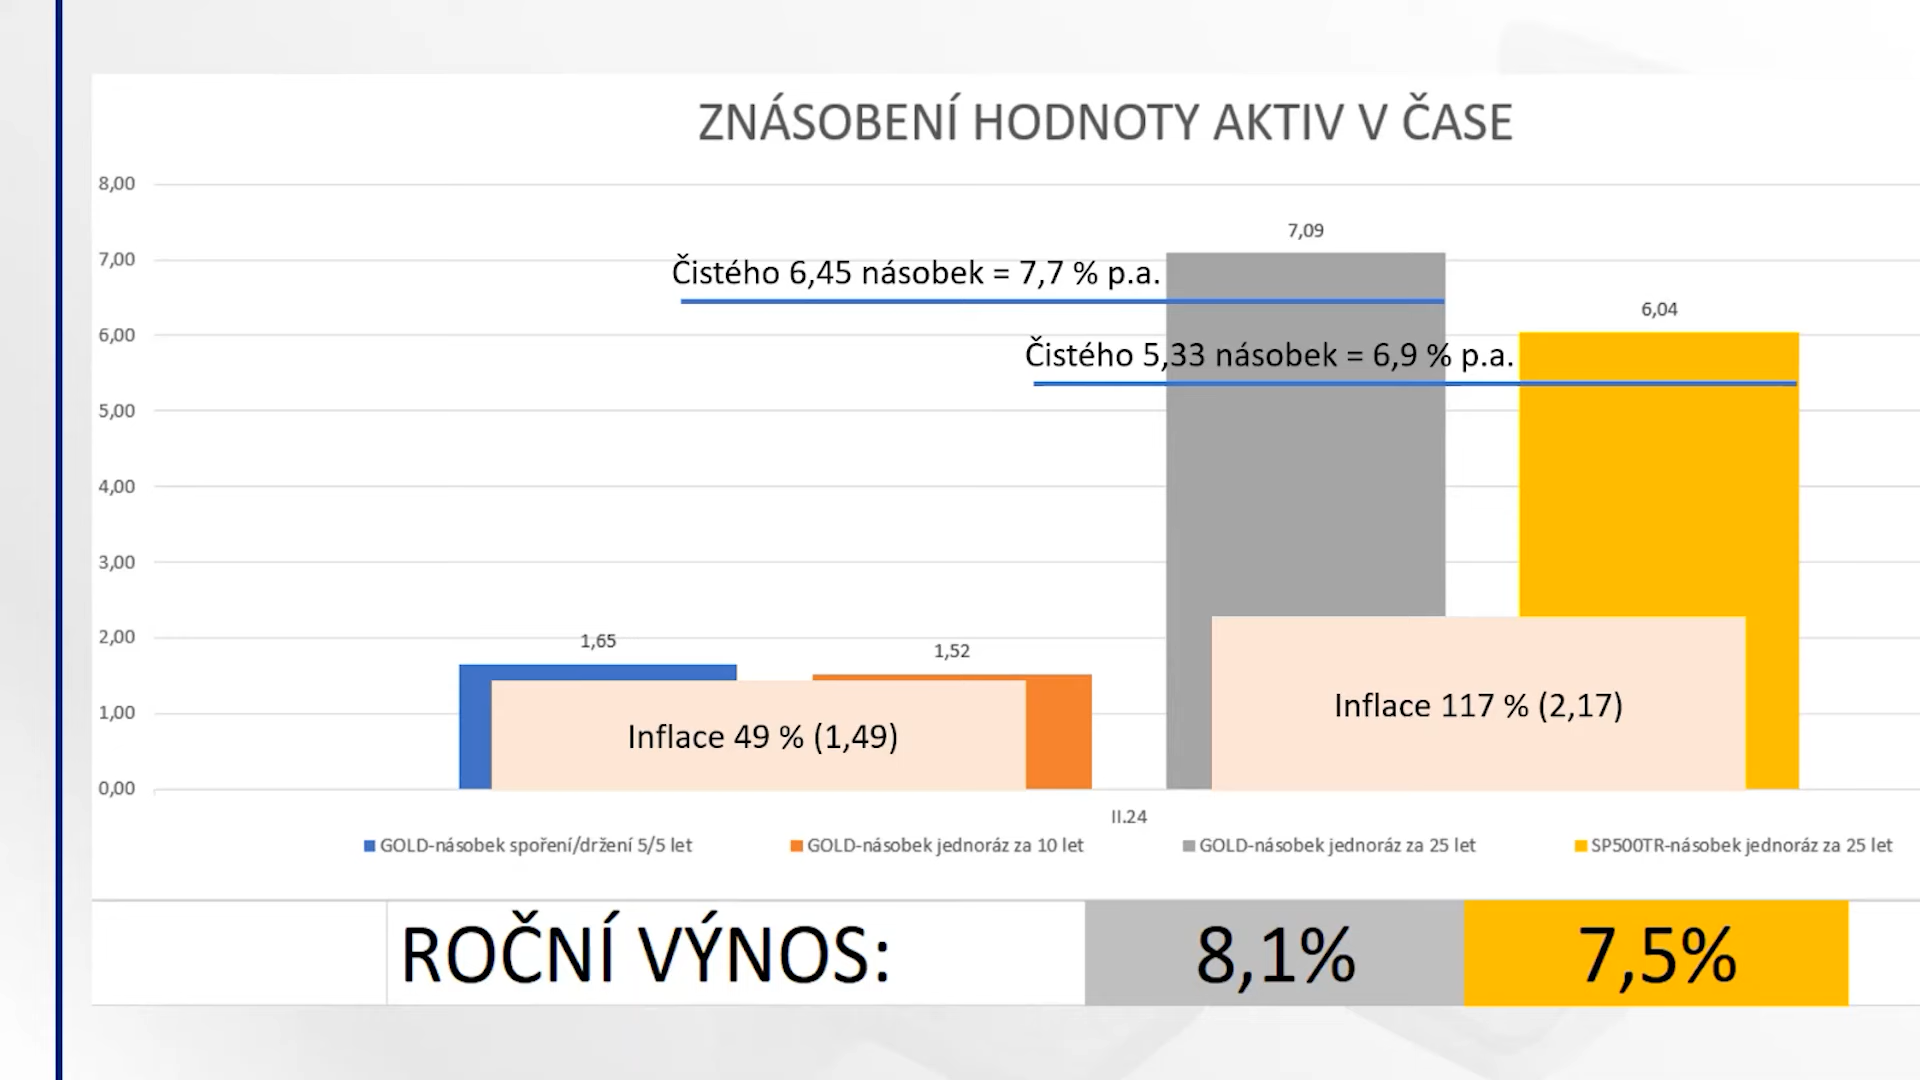 ZNÁSOBENÍ HODNOTY AKTIV V ČASE
8,00
7,00
6,00
5,00
4,00
3,00
2,00
1,00
0,00
7,09
Čistého 6,45 násobek = 7,7 % p.a.
6,04
Čistého 5,33 násobek = 6,9 % p.a.
1,65
1,52
Inflace 49 % (1,49)
Inflace 117 % (2,17)
II.24
GOLD-násobek spoření/držení 5/5 let
GOLD-násobek jednoráz za 10 let
GOLD-násobek jednoráz za 25 let
SP500TR-násobek jednoráz za 25 let
ROČNÍ VÝNOS:
8,1%
7,5%